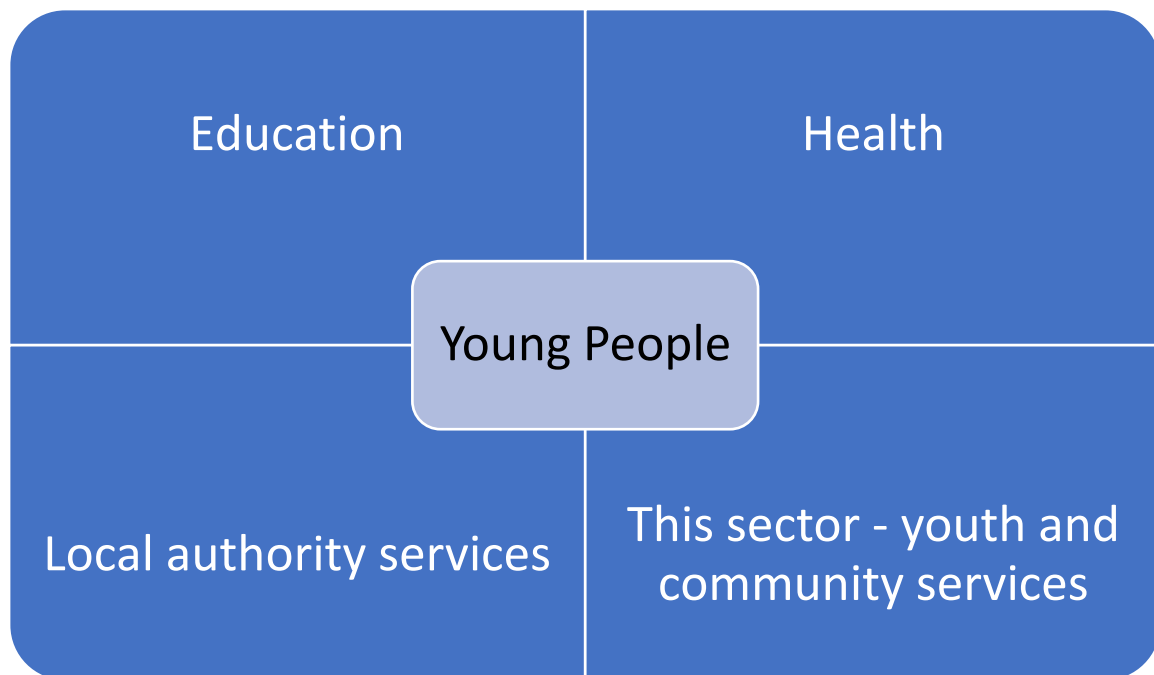 Education
Health
Young People
Local authority services
This sector - youth and
community services